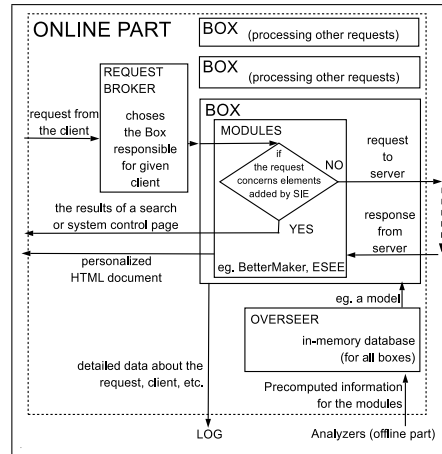 ONLINE PART
BOX
(processing other requests)
BOX
(processing other requests)
REQUEST
BROKER
choses
the Box
responsible
for given
client
request from
the client
BOX
MODULES
if
the request
concerns elements
added by SIE
NO
YES
request
to
server
response
from
server
the results of a search
or system control page
personalized
HTML document
eg. BetterMaker, ESEE
eg. a model
OVERSEER
in-memory database
(for all boxes)
detailed data about the
request, client, etc.
Precomputed information
for the modules
LOG
Analyzers (offline part)